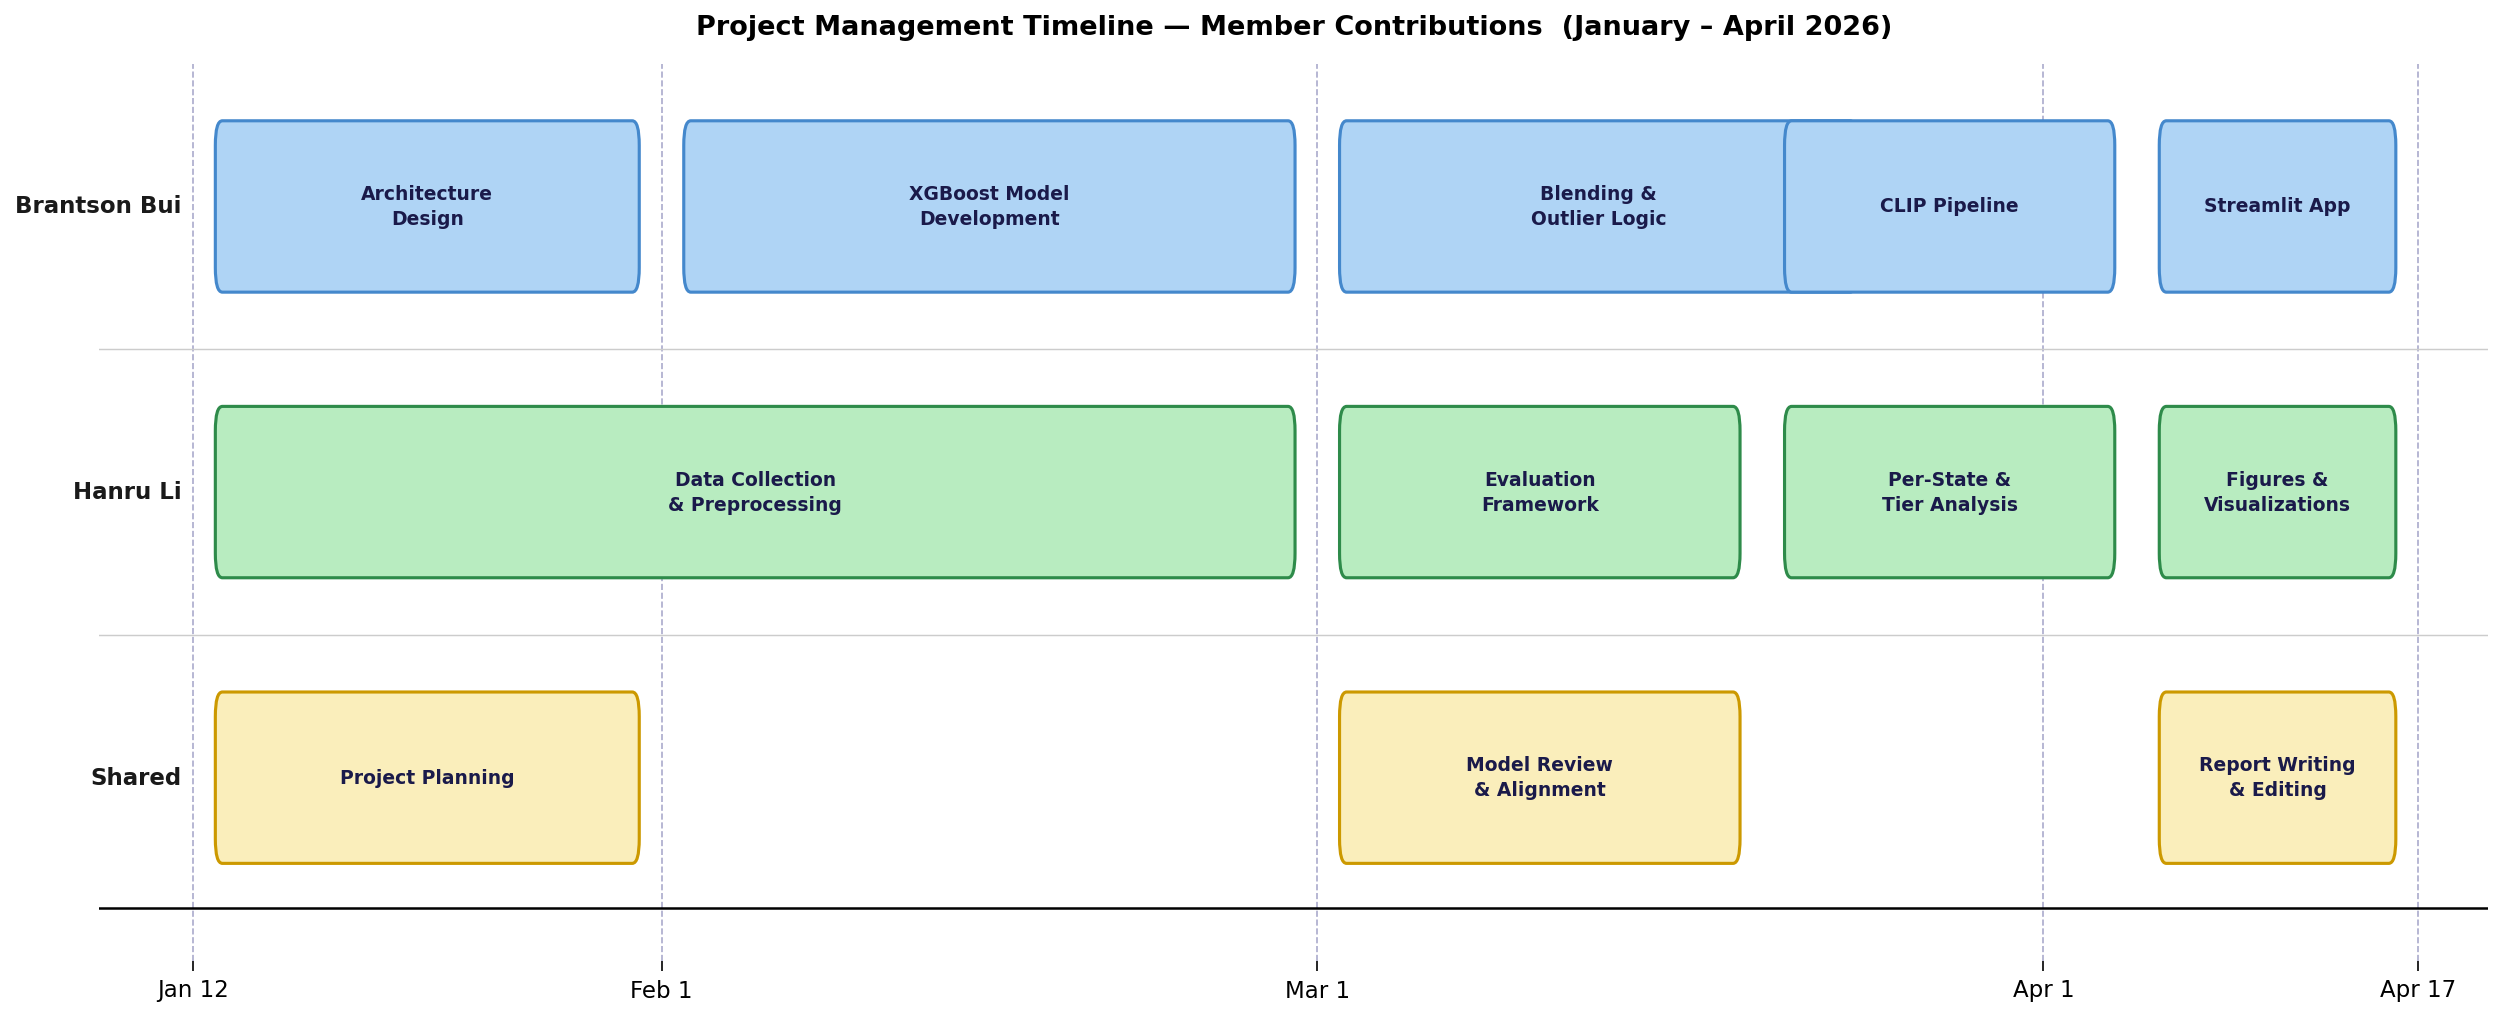 Project Management Timeline — Member Contributions  (January – April 2026)
Brantson Bui
Architecture
Design
XGBoost Model
Development
Blending &
Outlier Logic
CLIP Pipeline
Streamlit App
Hanru Li
Data Collection
& Preprocessing
Evaluation
Framework
Per-State &
Tier Analysis
Figures &
Visualizations
Shared
Project Planning
Model Review
& Alignment
Report Writing
& Editing
Jan 12
Feb 1
Mar 1
Apr 1
Apr 17